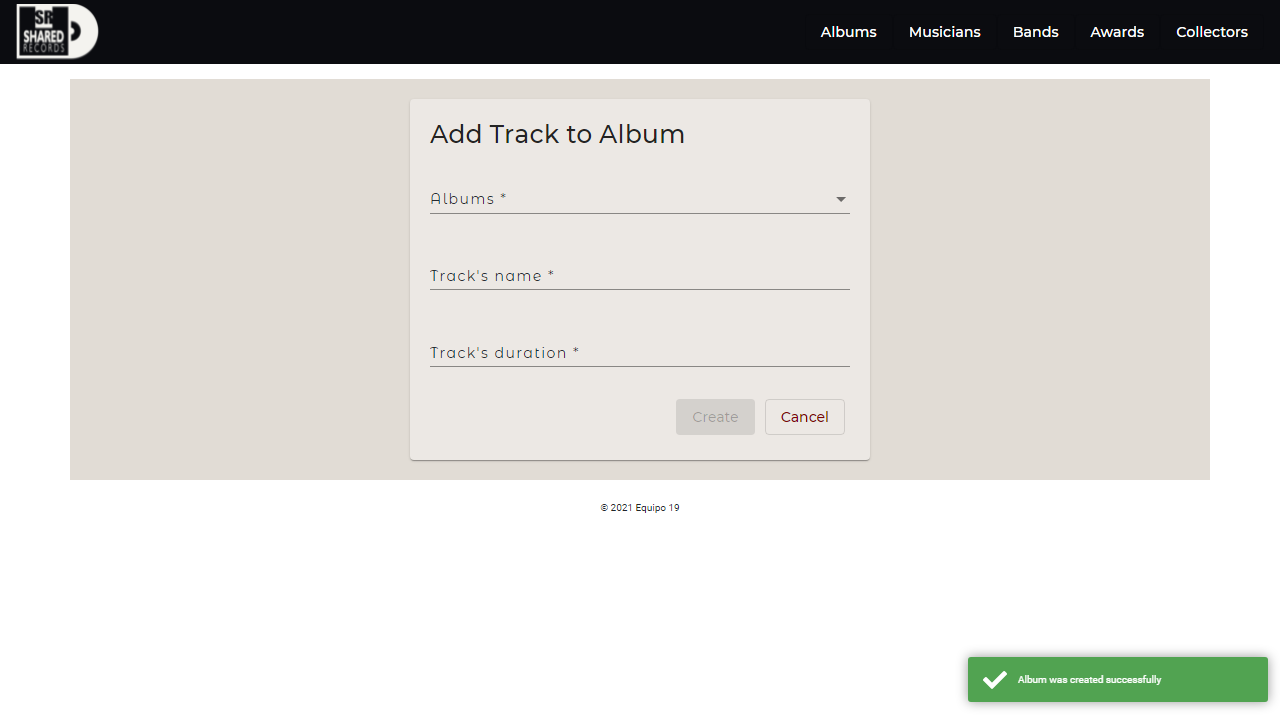 SR
SHARED
RECORDS
Albums
Musicians
Bands
Awards
Collectors
Add Track to Album
Albums *
Track's name *
Track's duration *
Create
Cancel
© 2021 Equipo 19
Album was created successfully